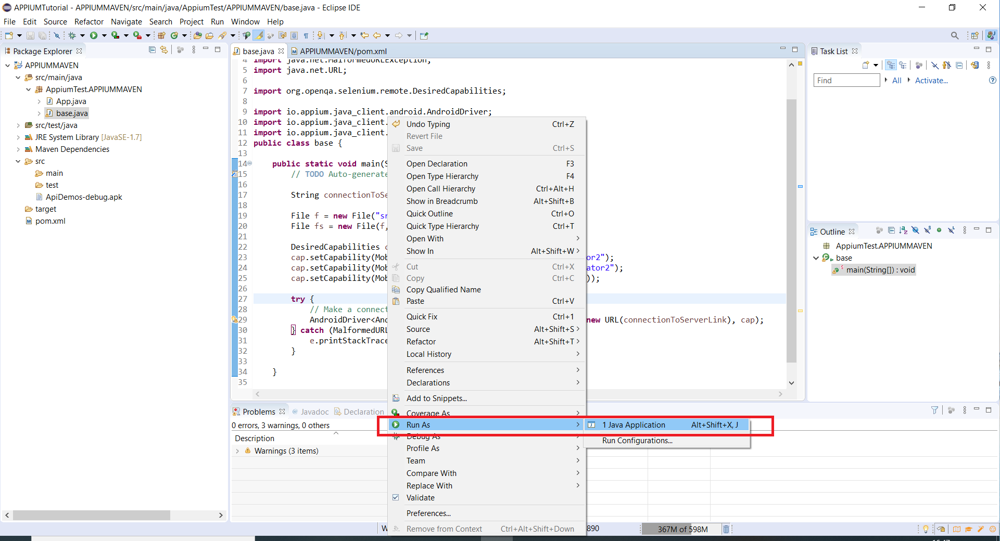 APPIUMTutorial - APPIUMMAVEN/src/main/java/AppiumTest/APPIUMMAVEN/base.java - Eclipse IDE
File Edit Source Refactor Navigate Search Project Run Window Help
Package Explorer
APPIUMMAVEN
src/main/java
AppiumTest.APPIUMMAVEN
App.java
base.java
src/test/java
JRE System Library [JavaSE-1.7]
Maven Dependencies
src
main
test
ApiDemos-debug.apk
target
pom.xml
base.java APPIUMMAVEN/pom.xml
4 import java.net.MalformedURLException;
5 import java.net.URL;
6
7 import org.openqa.selenium.remote.DesiredCapabilities;
8
9 import io.appium.java_client.android.AndroidDriver;
10 import io.appium.java_client.
11 import io.appium.java_client.
12 public class base {
13
14 public static void main(S
15 // TODO Auto-generate
16
17 String connectionToSe
18
19 File f = new File("sr
20 File fs = new File(f,
21
22 DesiredCapabilities c
23 cap.setCapability(Mob ator2");
24 cap.setCapability(Mob ator2");
25 cap.setCapability(Mob ));
26
27 try {
28 // Make a connect
29 AndroidDriver<And new URL(connectionToServerLink), cap);
30 } catch (MalformedURL
31 e.printStackTrace
32 }
33
34 }
35
Undo Typing Ctrl+Z
Revert File
Save Ctrl+S
Open Declaration F3
Open Type Hierarchy F4
Open Call Hierarchy Ctrl+Alt+H
Show in Breadcrumb Alt+Shift+B
Quick Outline Ctrl+O
Quick Type Hierarchy Ctrl+T
Open With
Show In Alt+Shift+W
Cut Ctrl+X
Copy Ctrl+C
Copy Qualified Name
Paste Ctrl+V
Quick Fix Ctrl+1
Source Alt+Shift+S
Refactor Alt+Shift+T
Local History
References
Declarations
Add to Snippets...
Coverage As
Run As
Debug As
Profile As
Team
Compare With
Replace With
Validate
Preferences...
Remove from Context Ctrl+Alt+Shift+Down
1 Java Application Alt+Shift+X, J
Run Configurations...
Problems Javadoc Declaration
0 errors, 3 warnings, 0 others
Description
Warnings (3 items)
Task List
Find All Activate...
Outline
AppiumTest.APPIUMMAVEN
base
main(String[]) : void
W 890 367M of 598M